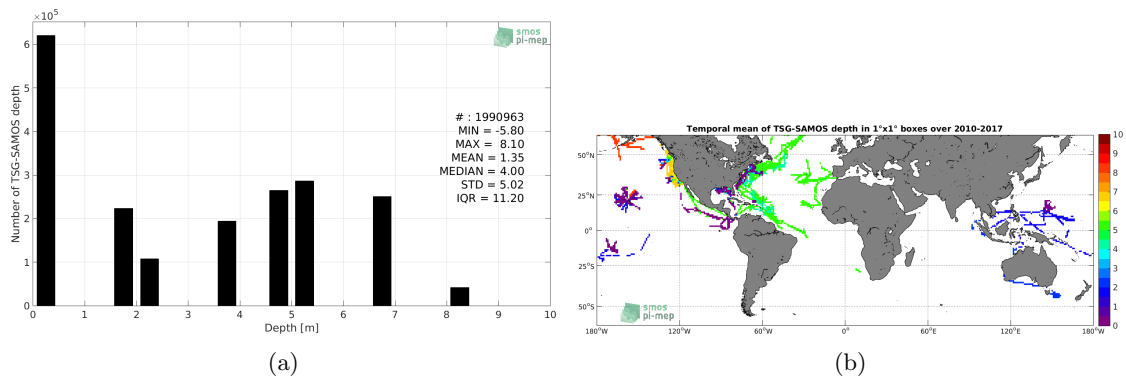 ×10⁵
6
5
4
3
2
1
0
Number of TSG-SAMOS depth
smos
pi-mep
# : 1990963
MIN = -5.80
MAX = 8.10
MEAN = 1.35
MEDIAN = 4.00
STD = 5.02
IQR = 11.20
0 1 2 3 4 5 6 7 8 9 10
Depth [m]
(a)
Temporal mean of TSG-SAMOS depth in 1°x1° boxes over 2010-2017
50°N
25°N
0°
25°S
50°S
smos
pi-mep
180°W 120°W 60°W 0° 60°E 120°E 180°W
10
9
8
7
6
5
4
3
2
1
0
(b)